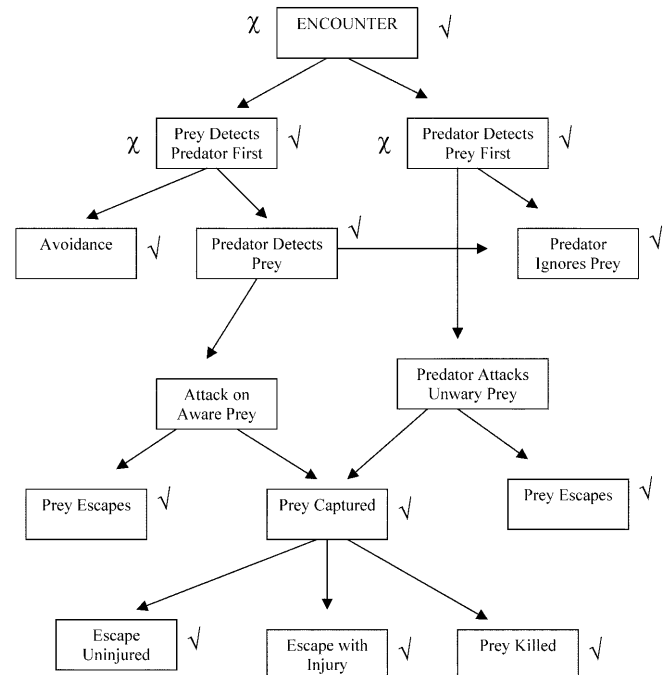 χ ENCOUNTER √
χ Prey Detects
Predator First √
χ Predator Detects
Prey First √
Avoidance √
Predator Detects
Prey √
Predator
Ignores Prey √
Attack on
Aware Prey
Predator Attacks
Unwary Prey
Prey Escapes √
Prey Captured √
Prey Escapes √
Escape
Uninjured √
Escape with
Injury √
Prey Killed √